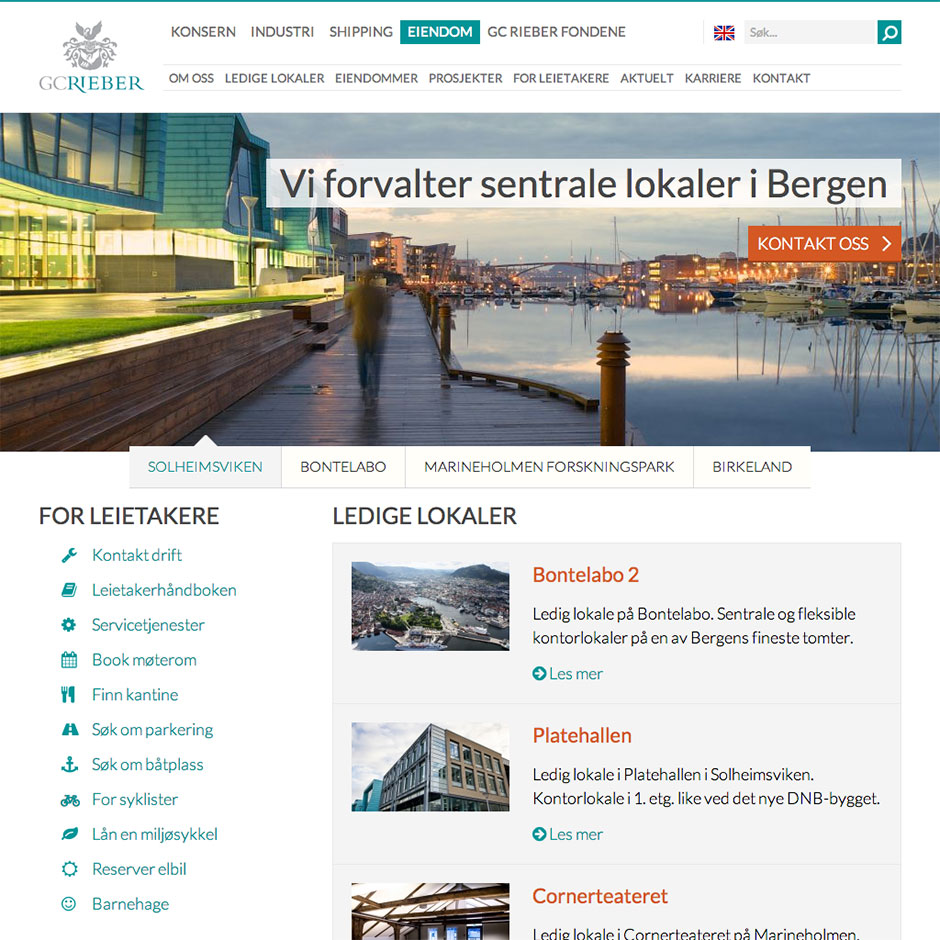 KONSERN INDUSTRI SHIPPING EIENDOM GC RIEBER FONDENE
Søk...
GCRIEBER
OM OSS LEDIGE LOKALER EIENDOMMER PROSJEKTER FOR LEIETAKERE AKTUELT KARRIERE KONTAKT
Vi forvalter sentrale lokaler i Bergen
KONTAKT OSS
SOLHEIMSVIKEN BONTELABO MARINEHOLMEN FORSKNINGSPARK BIRKELAND
FOR LEIETAKERE
Kontakt drift
Leietakerhåndboken
Servicetjenester
Book møterom
Finn kantine
Søk om parkering
Søk om båtplass
For syklister
Lån en miljøsykkel
Reserver elbil
Barnehage
LEDIGE LOKALER
Bontelabo 2
Ledig lokale på Bontelabo. Sentrale og fleksible
kontorlokaler på en av Bergens fineste tomter.
Les mer
Platehallen
Ledig lokale i Platehallen i Solheimsviken.
Kontorlokale i 1. etg. like ved det nye DNB-bygget.
Les mer
Cornerteateret
Ledig lokale i Cornerteateret på Marineholmen.